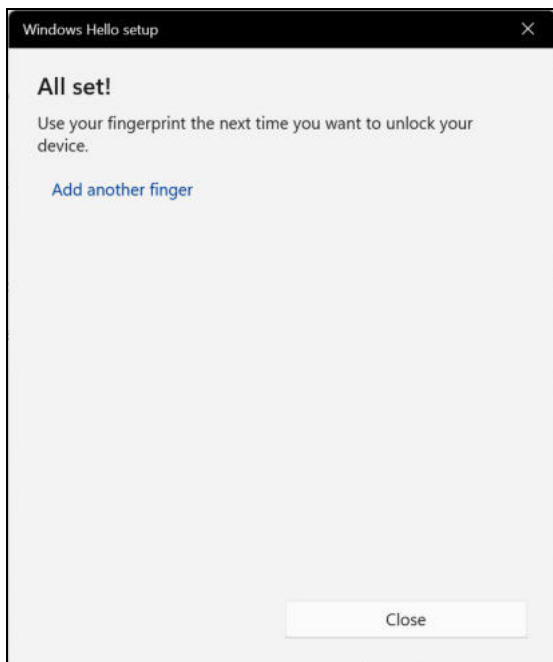 Windows Hello setup
All set!
Use your fingerprint the next time you want to unlock your
device.
Add another finger
Close